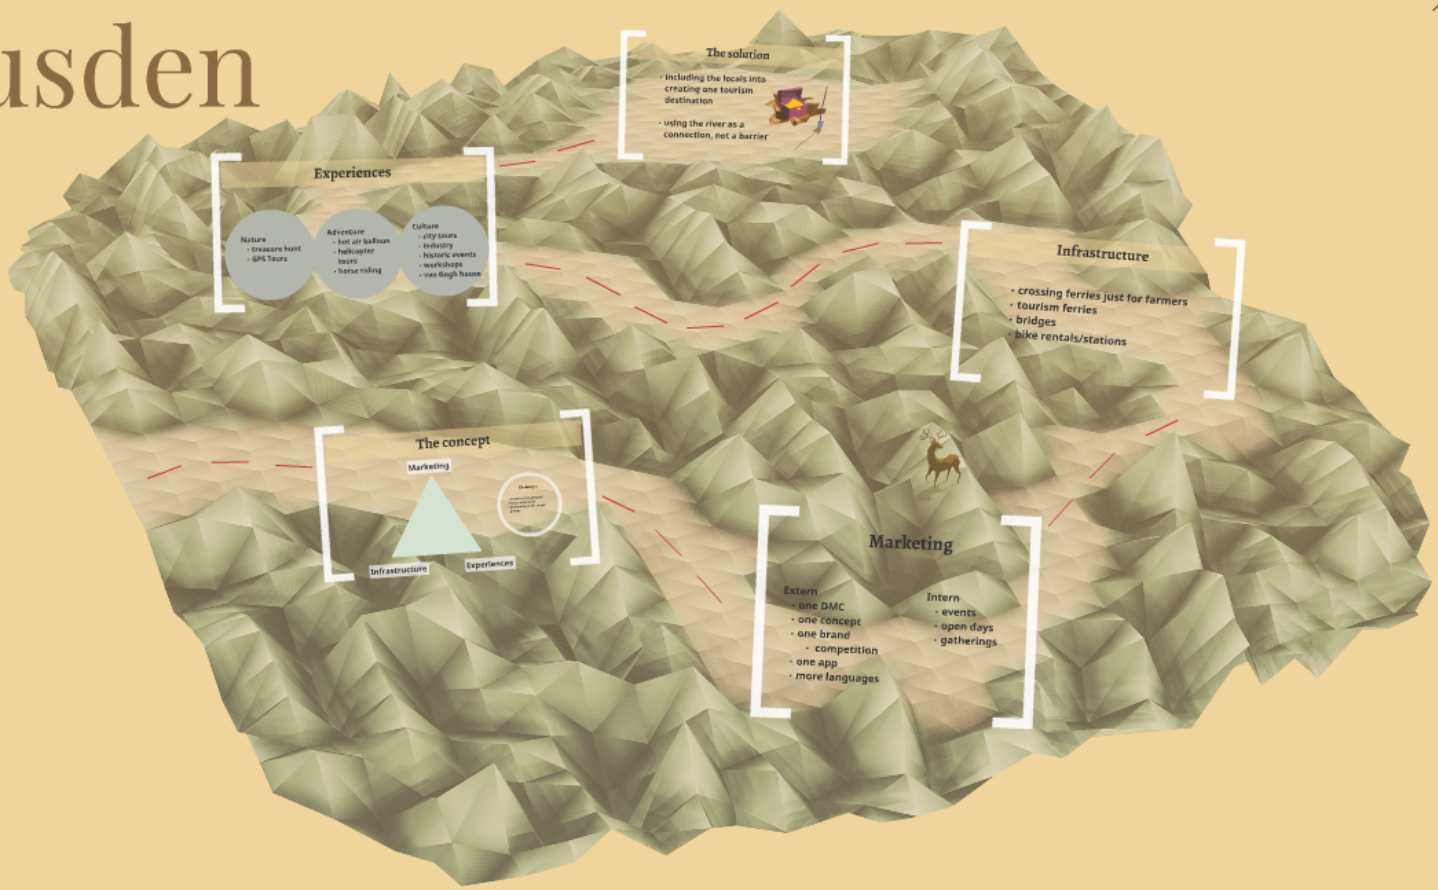 usden
The solution
- including the locals into
creating one tourism
destination
- using the river as a
connection, not a barrier
Experiences
Nature
- treasure hunt
- GPS Tours
Adventure
- hot air balloon
- helicopter
tours
- horse riding
Culture
- city tours
- industry
- historic events
- workshops
- van Gogh house
Infrastructure
- crossing ferries just for farmers
- tourism ferries
- bridges
- bike rentals/stations
The concept
Marketing
Infrastructure
Experiences
Marketing
Extern
- one DMC
- one concept
- one brand
- competition
- one app
- more languages
Intern
- events
- open days
- gatherings